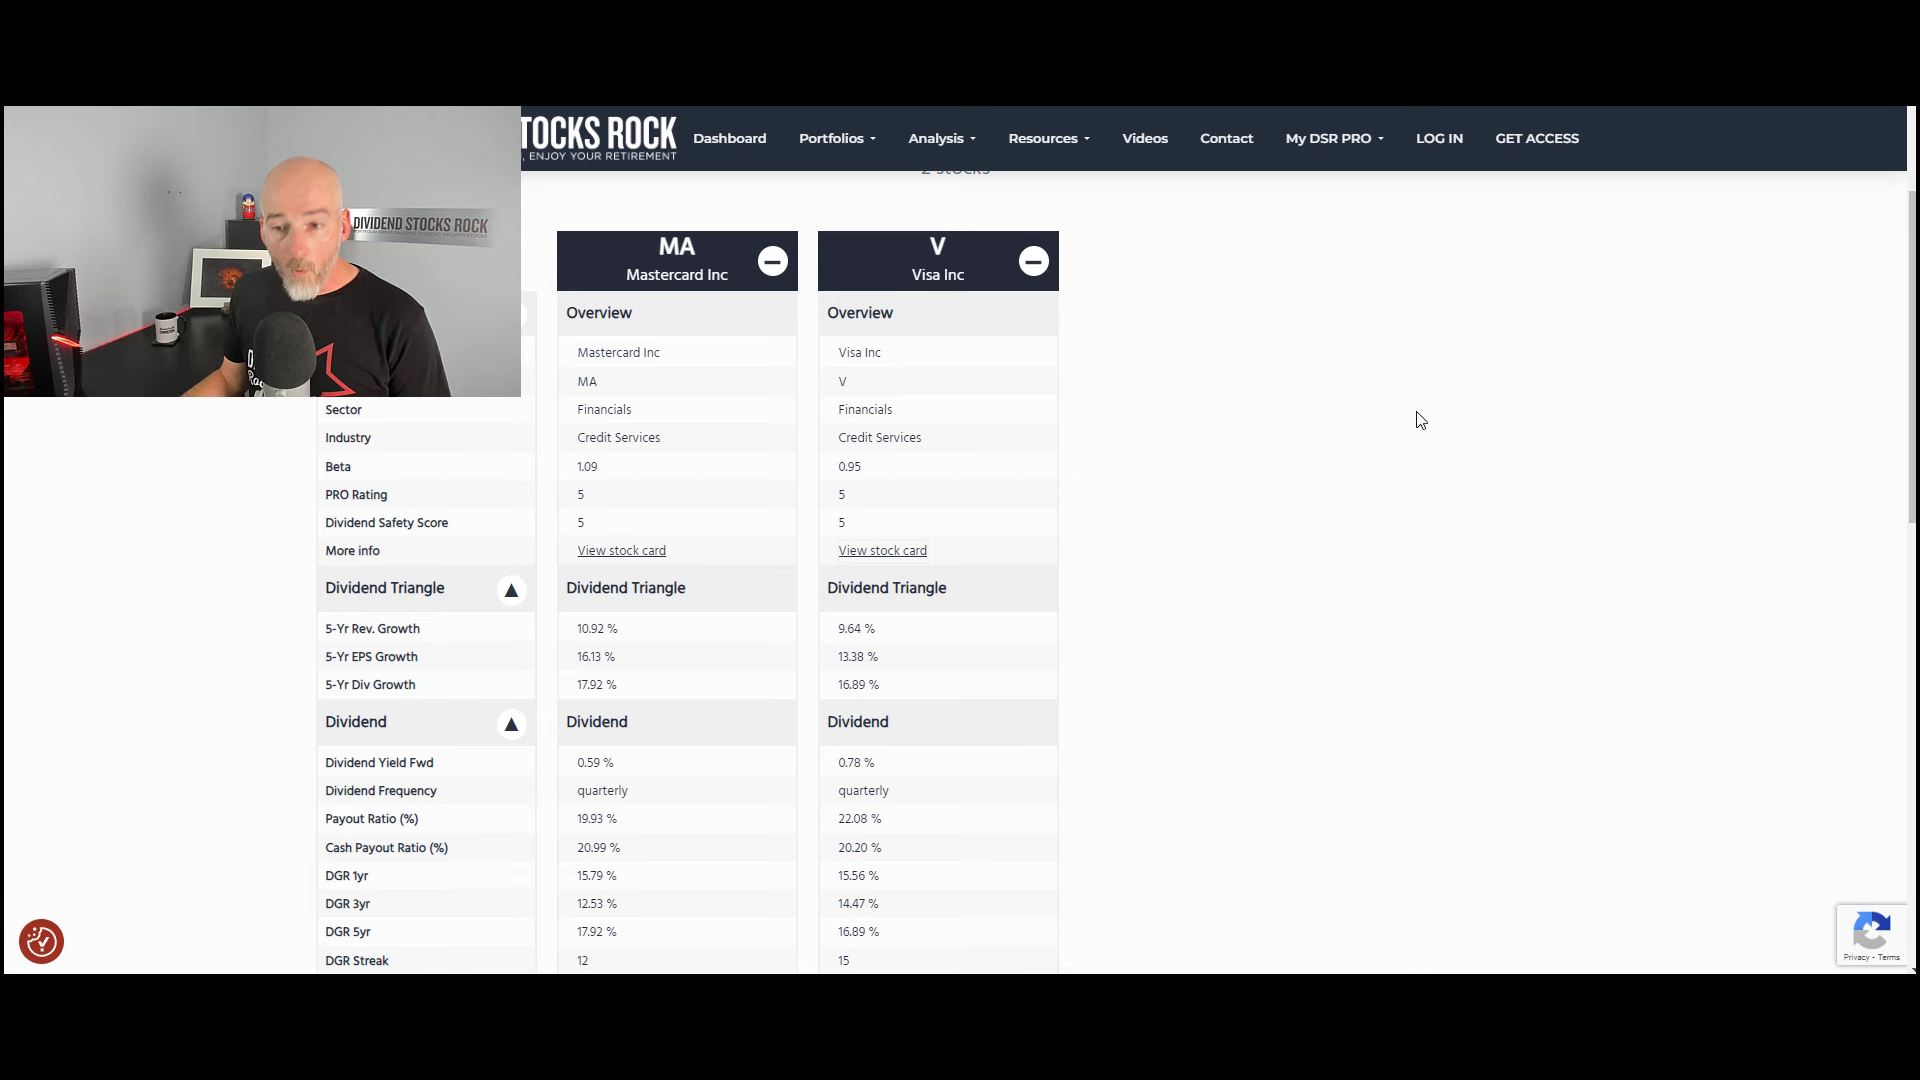 TOCKS ROCK
, ENJOY YOUR RETIREMENT
Dashboard
Portfolios
Analysis
Resources
Videos
Contact
My DSR PRO
LOG IN
GET ACCESS
2 stocks
DIVIDEND STOCKS ROCK
MA
Mastercard Inc
V
Visa Inc
Overview
Overview
Mastercard Inc
Visa Inc
MA
V
Sector
Financials
Financials
Industry
Credit Services
Credit Services
Beta
1.09
0.95
PRO Rating
5
5
Dividend Safety Score
5
5
More info
View stock card
View stock card
Dividend Triangle
Dividend Triangle
Dividend Triangle
5-Yr Rev. Growth
10.92 %
9.64 %
5-Yr EPS Growth
16.13 %
13.38 %
5-Yr Div Growth
17.92 %
16.89 %
Dividend
Dividend
Dividend
Dividend Yield Fwd
0.59 %
0.78 %
Dividend Frequency
quarterly
quarterly
Payout Ratio (%)
19.93 %
22.08 %
Cash Payout Ratio (%)
20.99 %
20.20 %
DGR 1yr
15.79 %
15.56 %
DGR 3yr
12.53 %
14.47 %
DGR 5yr
17.92 %
16.89 %
DGR Streak
12
15
Privacy - Terms